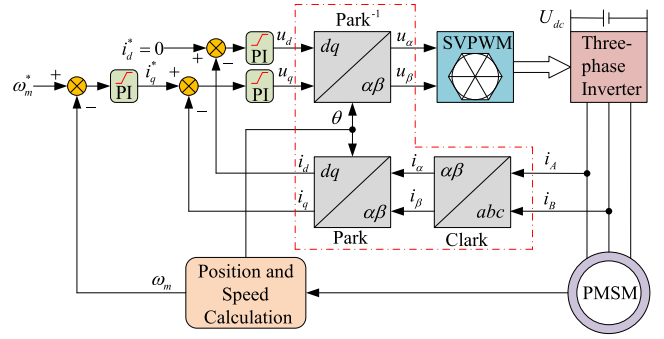 Park⁻¹
U_dc
i_d^* = 0
+
−
PI
u_d
dq
αβ
u_α
SVPWM
Three-
phase
Inverter
ω_m^*
+
−
PI
i_q^*
+
−
PI
u_q
u_β
θ
i_d
dq
αβ
i_α
αβ
abc
i_A
i_q
i_β
i_B
Park
Clark
ω_m
Position and
Speed
Calculation
PMSM